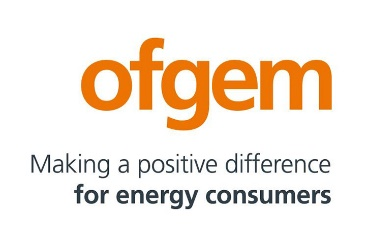 ofgem
Making a positive difference
for energy consumers